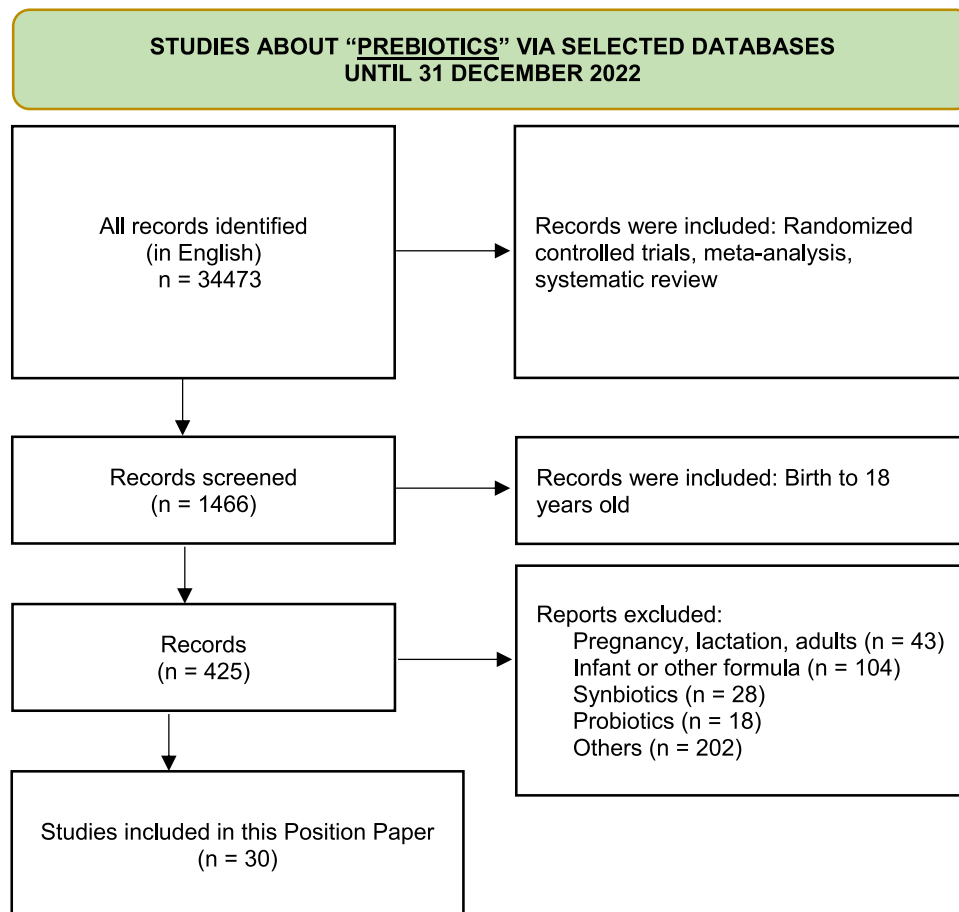 STUDIES ABOUT “PREBIOTICS” VIA SELECTED DATABASES
UNTIL 31 DECEMBER 2022
All records identified
(in English)
n = 34473
Records were included: Randomized
controlled trials, meta-analysis,
systematic review
Records screened
(n = 1466)
Records were included: Birth to 18
years old
Records
(n = 425)
Reports excluded:
Pregnancy, lactation, adults (n = 43)
Infant or other formula (n = 104)
Synbiotics (n = 28)
Probiotics (n = 18)
Others (n = 202)
Studies included in this Position Paper
(n = 30)